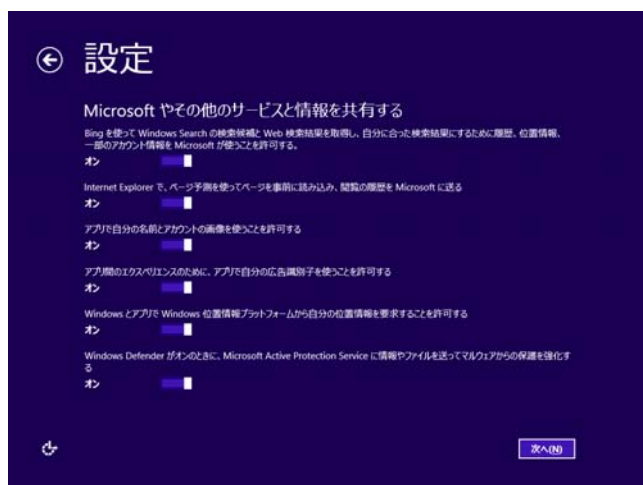 設定
Microsoft やその他のサービスと情報を共有する
Bing を使って Windows Search の検索候補と Web 検索結果を取得し、自分に合った検索結果にするために履歴、位置情報、
一部のアカウント情報を Microsoft が使うことを許可する。
オン
Internet Explorer で、ページ予測を使ってページを事前に読み込み、閲覧の履歴を Microsoft に送る
オン
アプリで自分の名前とアカウントの画像を使うことを許可する
オン
アプリ間のエクスペリエンスのために、アプリで自分の広告識別子を使うことを許可する
オン
Windows とアプリで Windows 位置情報プラットフォームから自分の位置情報を要求することを許可する
オン
Windows Defender がオンのときに、Microsoft Active Protection Service に情報やファイルを送ってマルウェアからの保護を強化す
る
オン
次へ(N)